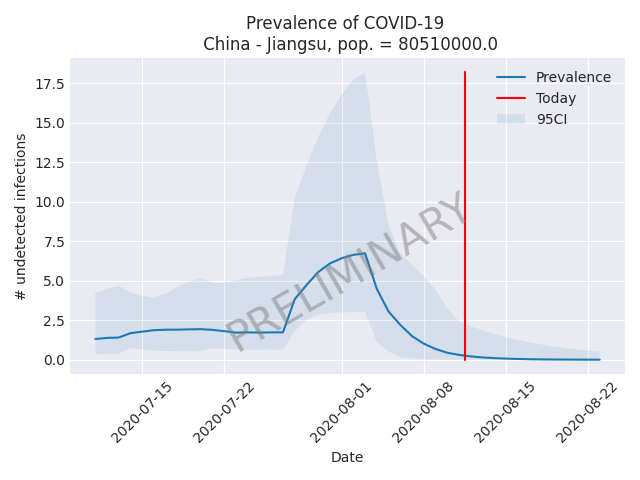 Prevalence of COVID-19
China - Jiangsu, pop. = 80510000.0
Prevalence
Today
95CI
# undetected infections
17.5
15.0
12.5
10.0
7.5
5.0
2.5
0.0
PRELIMINARY
2020-07-15
2020-07-22
2020-08-01
2020-08-08
2020-08-15
2020-08-22
Date